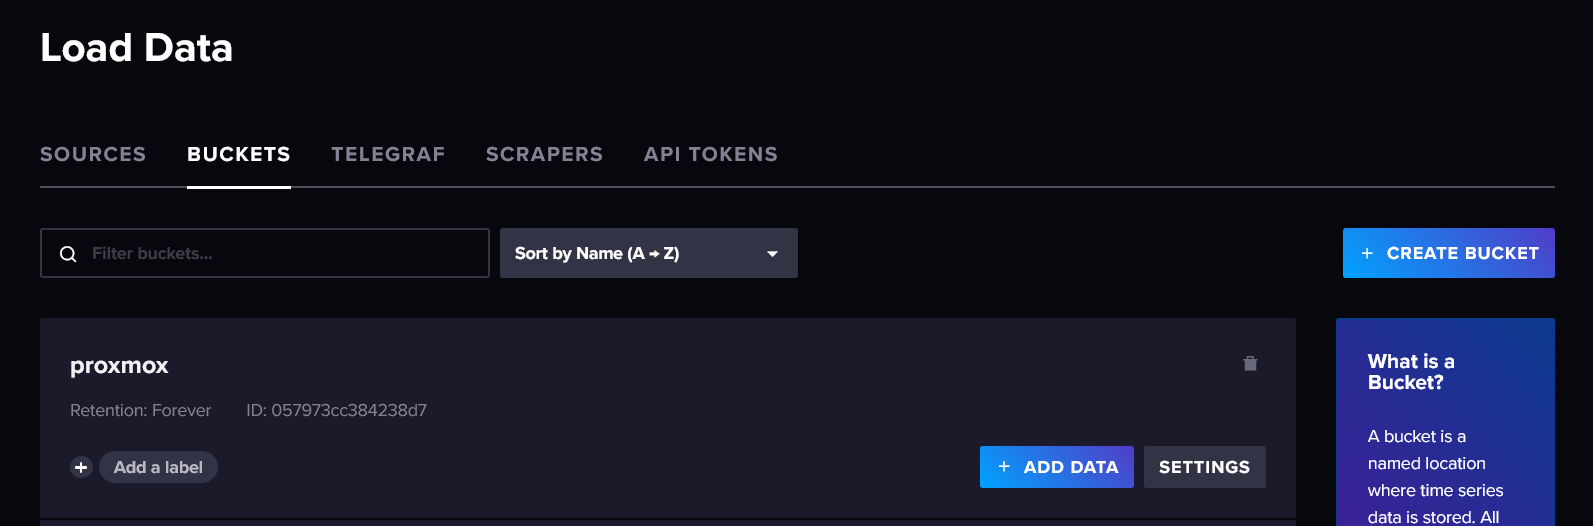 Load Data
SOURCES BUCKETS TELEGRAF SCRAPERS API TOKENS
Filter buckets...
Sort by Name (A → Z)
+ CREATE BUCKET
proxmox
Retention: Forever ID: 057973cc384238d7
+ Add a label
+ ADD DATA
SETTINGS
What is a
Bucket?
A bucket is a
named location
where time series
data is stored. All